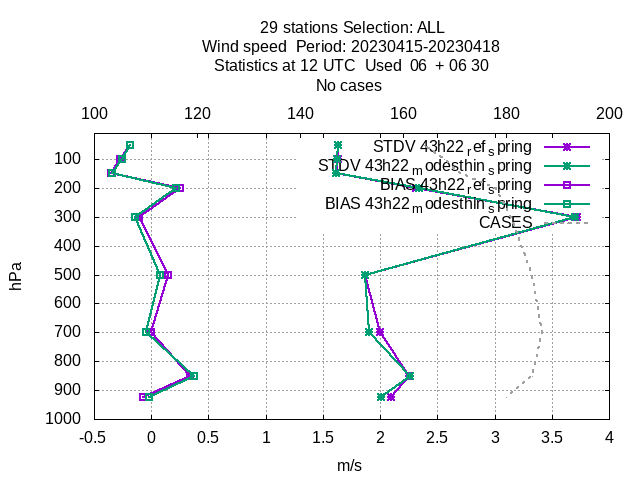 29 stations Selection: ALL
Wind speed  Period: 20230415-20230418
Statistics at 12 UTC  Used  06  + 06 30
No cases
100 120 140 160 180 200
STDV 43h22_ref_spring
STDV 43h22_modesthin_spring
BIAS 43h22_ref_spring
BIAS 43h22_modesthin_spring
CASES
100
200
300
400
500
600
700
800
900
1000
hPa
-0.5 0 0.5 1 1.5 2 2.5 3 3.5 4
m/s